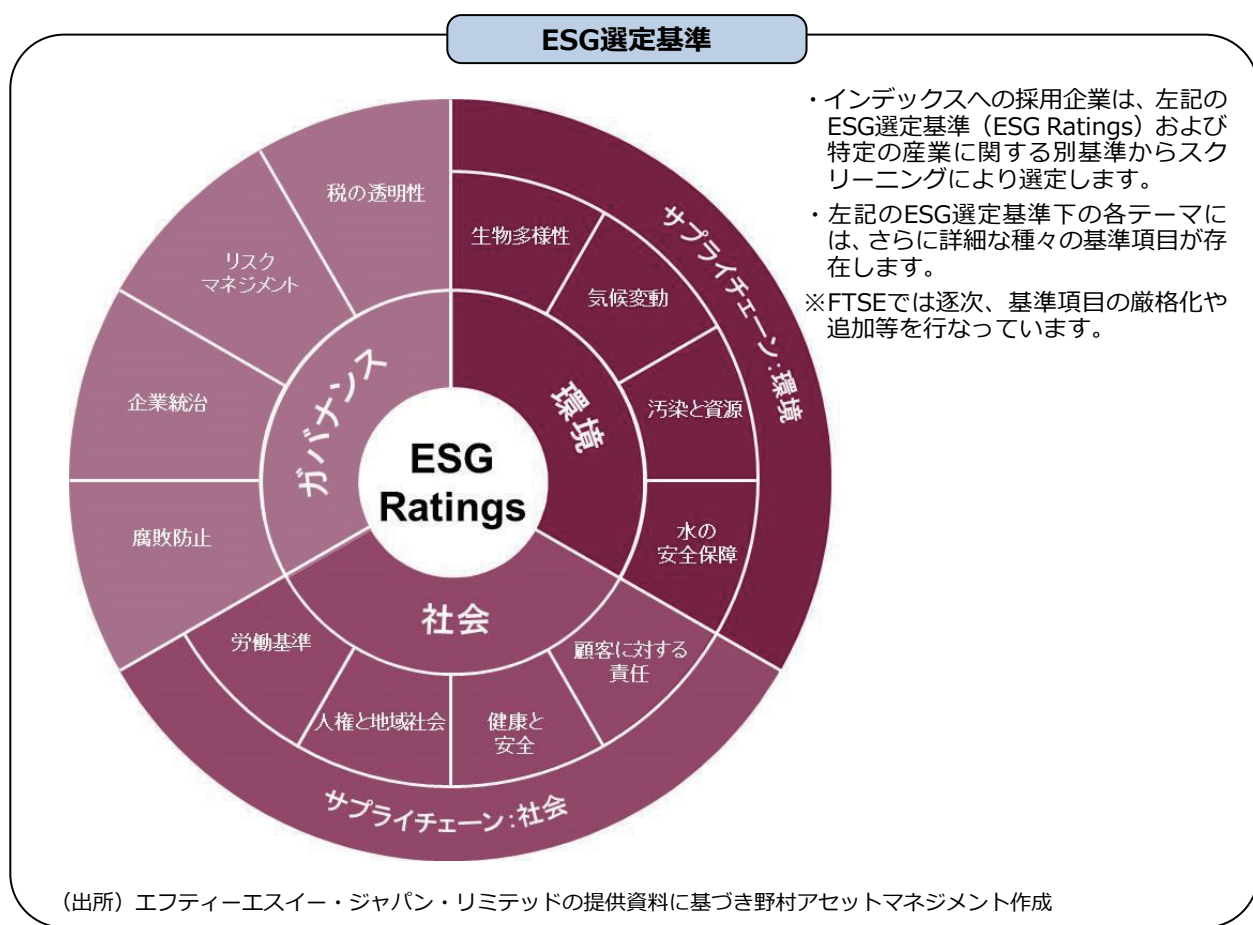 ESG選定基準
・インデックスへの採用企業は、左記の
ESG選定基準（ESG Ratings）および
特定の産業に関する別基準からスク
リーニングにより選定します。
・左記のESG選定基準下の各テーマに
は、さらに詳細な種々の基準項目が存
在します。
※FTSEでは逐次、基準項目の厳格化や
追加等を行なっています。
税の透明性
リスク
マネジメント
企業統治
腐敗防止
ガバナンス
生物多様性
気候変動
汚染と資源
水の
安全保障
環境
サプライチェーン：環境
ESG
Ratings
社会
労働基準
人権と地域社会
健康と
安全
顧客に対する
責任
サプライチェーン：社会
（出所）エフティーエスイー・ジャパン・リミテッドの提供資料に基づき野村アセットマネジメント作成